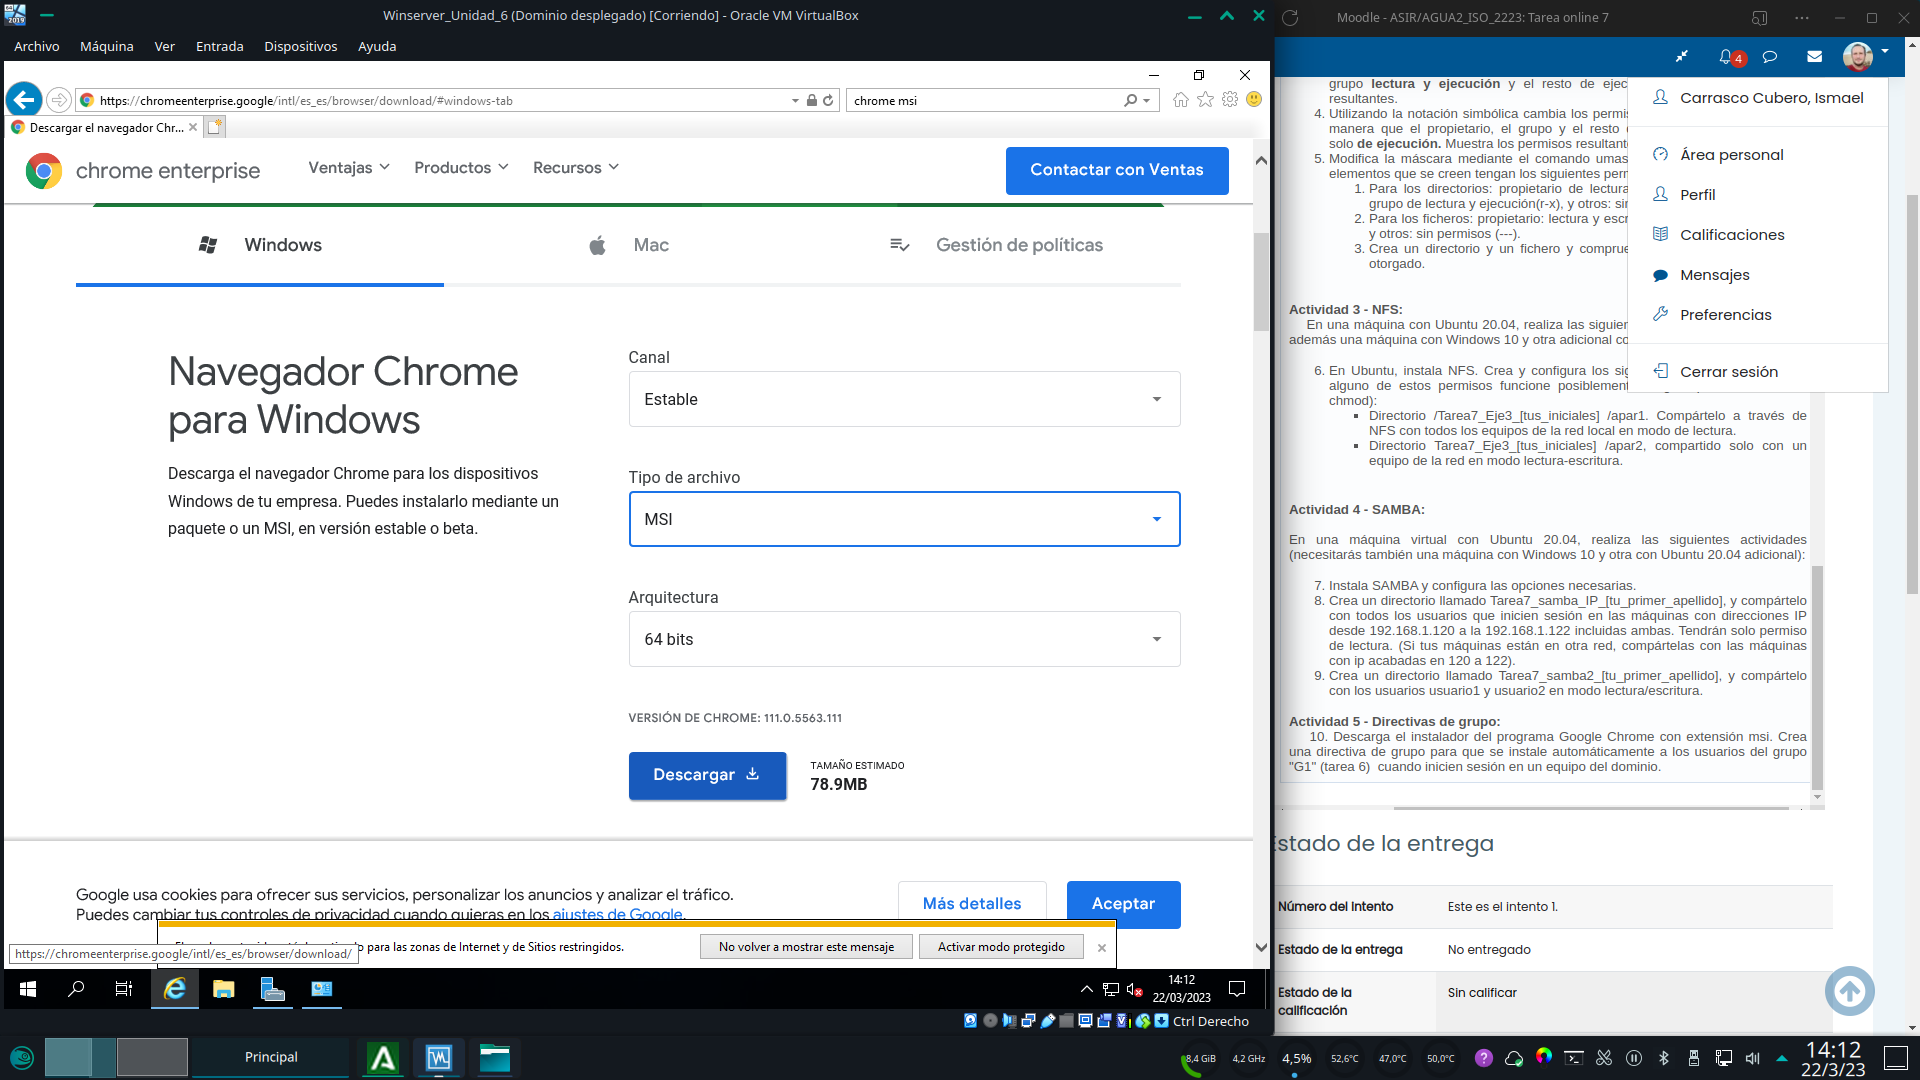 Winserver_Unidad_6 (Dominio desplegado) [Corriendo] - Oracle VM VirtualBox
Archivo Máquina Ver Entrada Dispositivos Ayuda
https://chromeenterprise.google/intl/es_es/browser/download/#windows-tab
chrome msi
Descargar el navegador Chr...
chrome enterprise
Ventajas Productos Recursos
Contactar con Ventas
Windows Mac Gestión de políticas
Navegador Chrome
para Windows
Descarga el navegador Chrome para los dispositivos
Windows de tu empresa. Puedes instalarlo mediante un
paquete o un MSI, en versión estable o beta.
Canal
Estable
Tipo de archivo
MSI
Arquitectura
64 bits
VERSIÓN DE CHROME: 111.0.5563.111
Descargar
TAMAÑO ESTIMADO
78.9MB
Google usa cookies para ofrecer sus servicios, personalizar los anuncios y analizar el tráfico.
Puedes cambiar tus controles de privacidad cuando quieras en los ajustes de Google.
Más detalles Aceptar
para las zonas de Internet y de Sitios restringidos.
No volver a mostrar este mensaje
Activar modo protegido
https://chromeenterprise.google/intl/es_es/browser/download/
14:12
22/03/2023
Ctrl Derecho
Moodle - ASIR/AGUA2_ISO_2223: Tarea online 7
4
grupo lectura y ejecución y el resto de ejec
resultantes.
4. Utilizando la notación simbólica cambia los permis
manera que el propietario, el grupo y el resto
solo de ejecución. Muestra los permisos resultant
5. Modifica la máscara mediante el comando umas
elementos que se creen tengan los siguientes perm
1. Para los directorios: propietario de lectura
grupo de lectura y ejecución(r-x), y otros: sin
2. Para los ficheros: propietario: lectura y escr
y otros: sin permisos (---).
3. Crea un directorio y un fichero y comprue
otorgado.
Carrasco Cubero, Ismael
Área personal
Perfil
Calificaciones
Mensajes
Preferencias
Cerrar sesión
Actividad 3 - NFS:
En una máquina con Ubuntu 20.04, realiza las siguien
además una máquina con Windows 10 y otra adicional co
6. En Ubuntu, instala NFS. Crea y configura los sig
alguno de estos permisos funcione posiblement
chmod):
Directorio /Tarea7_Eje3_[tus_iniciales] /apar1. Compártelo a través de
NFS con todos los equipos de la red local en modo de lectura.
Directorio Tarea7_Eje3_[tus_iniciales] /apar2, compartido solo con un
equipo de la red en modo lectura-escritura.
Actividad 4 - SAMBA:
En una máquina virtual con Ubuntu 20.04, realiza las siguientes actividades
(necesitarás también una máquina con Windows 10 y otra con Ubuntu 20.04 adicional):
7. Instala SAMBA y configura las opciones necesarias.
8. Crea un directorio llamado Tarea7_samba_IP_[tu_primer_apellido], y compártelo
con todos los usuarios que inicien sesión en las máquinas con direcciones IP
desde 192.168.1.120 a la 192.168.1.122 incluidas ambas. Tendrán solo permiso
de lectura. (Si tus máquinas están en otra red, compártelas con las máquinas
con ip acabadas en 120 a 122).
9. Crea un directorio llamado Tarea7_samba2_[tu_primer_apellido], y compártelo
con los usuarios usuario1 y usuario2 en modo lectura/escritura.
Actividad 5 - Directivas de grupo:
10. Descarga el instalador del programa Google Chrome con extensión msi. Crea
una directiva de grupo para que se instale automáticamente a los usuarios del grupo
"G1" (tarea 6) cuando inicien sesión en un equipo del dominio.
Estado de la entrega
Número del Intento Este es el intento 1.
Estado de la entrega No entregado
Estado de la
calificación
Sin calificar
Principal
8,4 GiB 4,2 GHz 4,5% 52,6°C 47,0°C 50,0°C
14:12
22/3/23